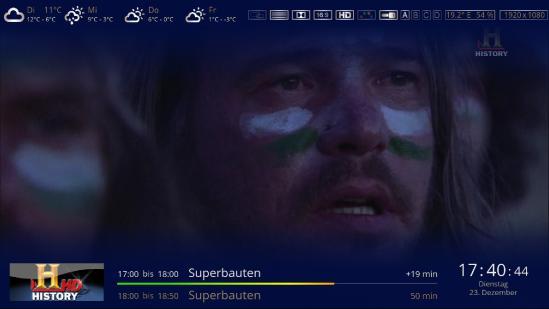 Di 11°C Mi Do Fr
12°C - 6°C 9°C - 3°C 6°C - 0°C 1°C - -3°C
16:9 HD A B C D 19.2° E 54 % 1920x1080
H
HISTORY
H HD
HISTORY
17:00 bis 18:00 Superbauten +19 min
18:00 bis 18:50 Superbauten 50 min
17:40:44
Dienstag
23. Dezember